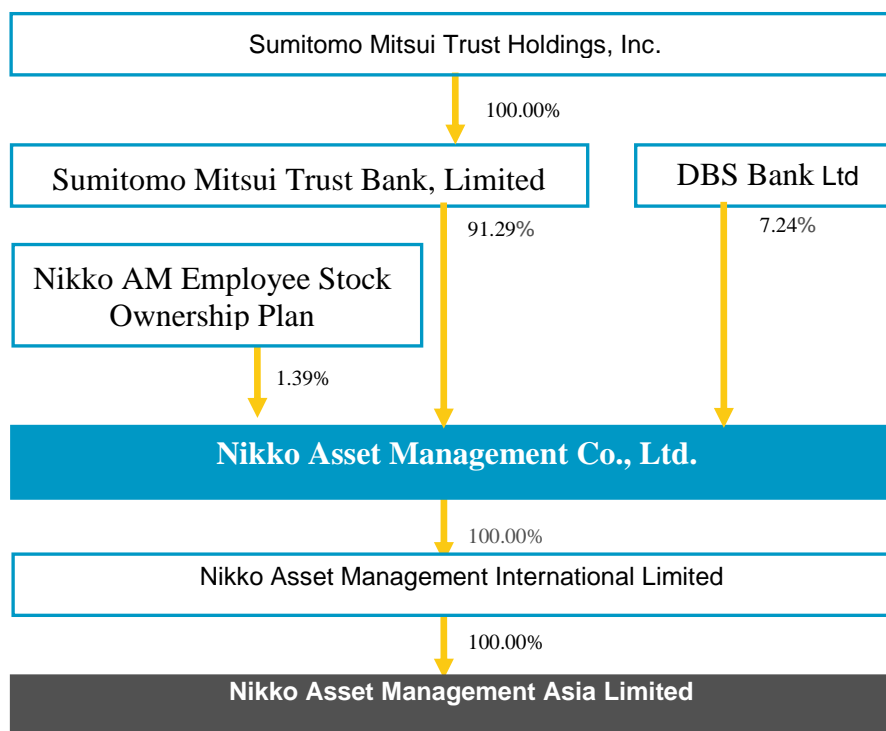 Sumitomo Mitsui Trust Holdings, Inc.
100.00%
Sumitomo Mitsui Trust Bank, Limited
DBS Bank Ltd
91.29%
7.24%
Nikko AM Employee Stock
Ownership Plan
1.39%
Nikko Asset Management Co., Ltd.
100.00%
Nikko Asset Management International Limited
100.00%
Nikko Asset Management Asia Limited